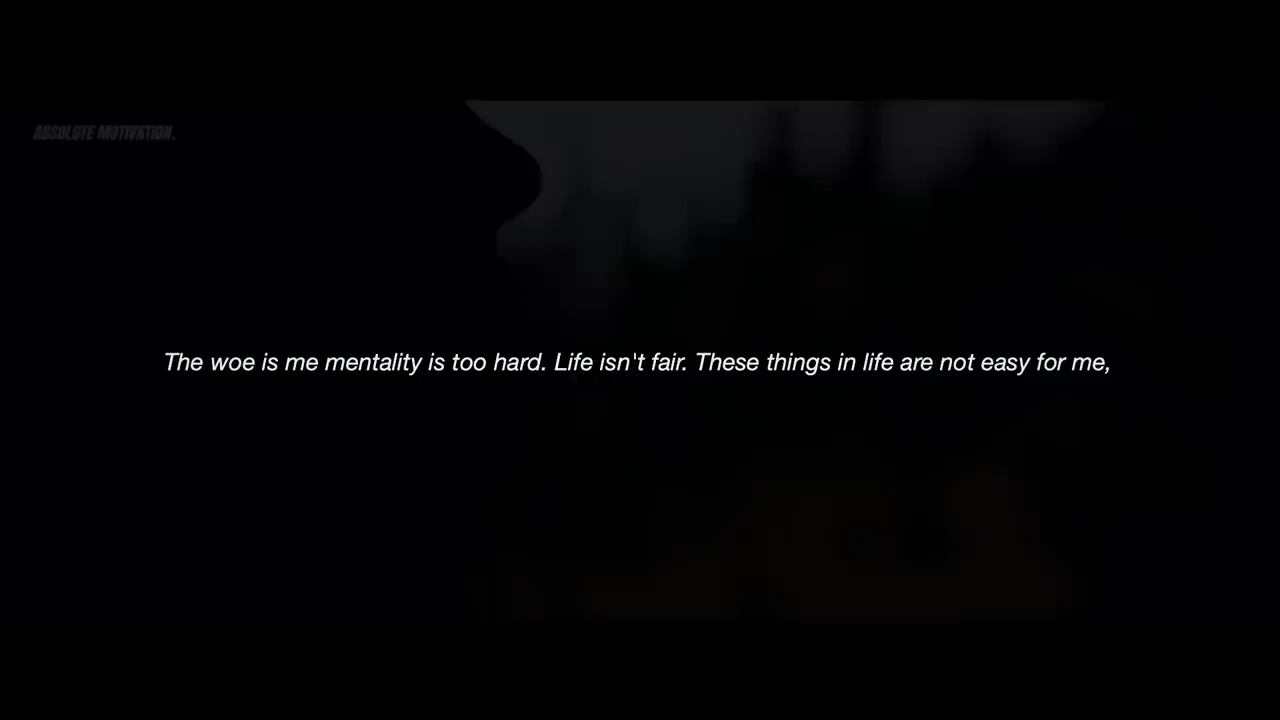 ABSOLUTE MOTIVATION.
The woe is me mentality is too hard. Life isn't fair. These things in life are not easy for me,